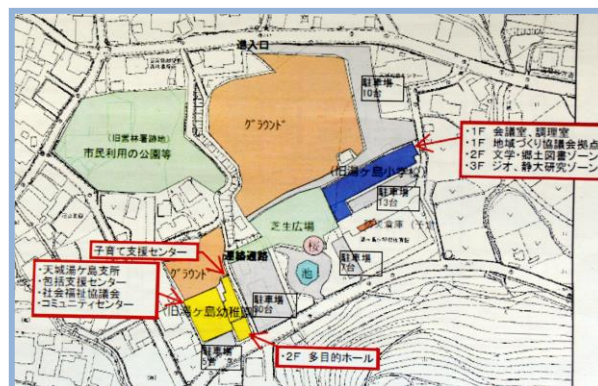 進入口
駐車場
10台
グラウンド
(旧営林署跡地)
市民利用の公園等
・1F 会議室、調理室
・1F 地域づくり協議会拠点
・2F 文学・郷土図書ゾーン
・3F ジオ、静大研究ゾーン
(旧湯ヶ島小学校)
駐車場
13台
芝生広場
桜
池
駐車場
7台
子育て支援センター
連絡通路
グラウンド
・天城湯ケ島支所
・包括支援センター
・社会福祉協議会
・コミュニティセンター
(旧湯ヶ島幼稚園
駐車場
駐車場
・2F 多目的ホール